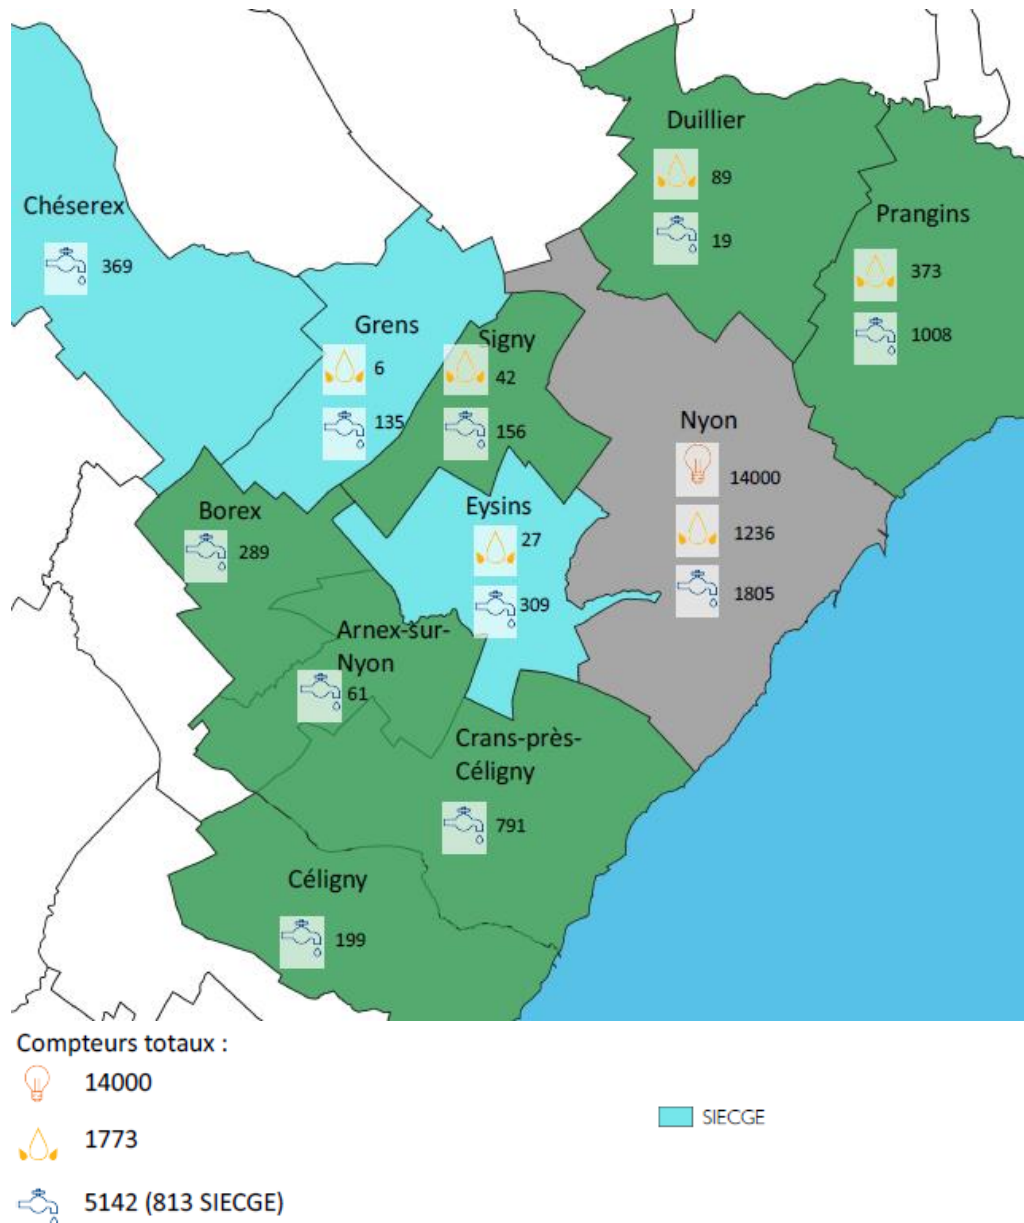 Duillier
89
19
Prangins
373
1008
Chéserex
369
Grens
6
135
Signy
42
156
Nyon
14000
1236
1805
Borex
289
Eysins
27
309
Arnex-sur-
Nyon
61
Crans-près-
Céligny
791
Céligny
199
Compteurs totaux :
14000
1773
5142 (813 SIECGE)
SIECGE